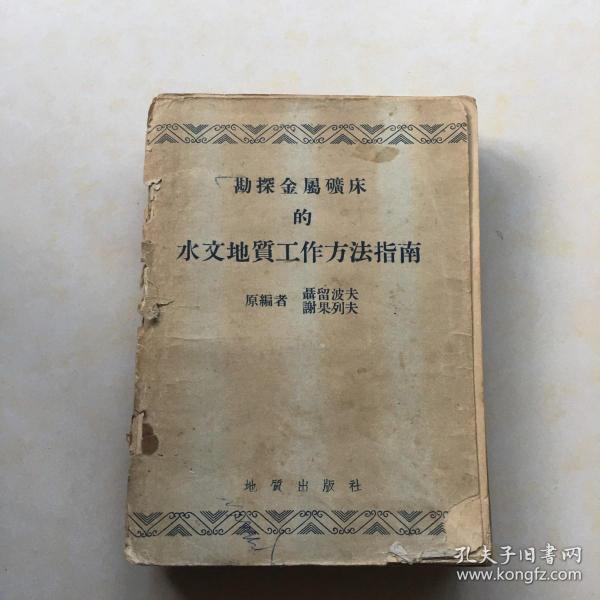 勘探金屬礦床
的
水文地質工作方法指南
原編者 聶留波夫
謝果列夫
地質出版社
孔夫子旧书网
www.kongfz.com